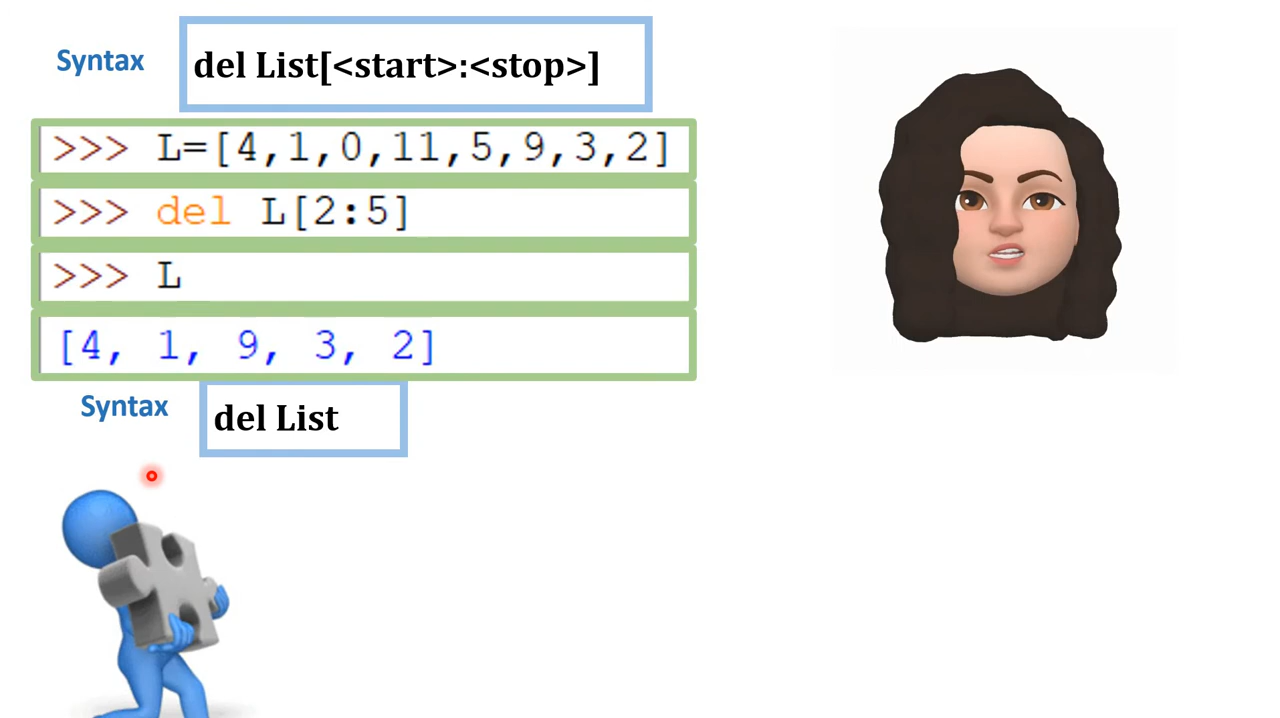 Syntax del List[<start>:<stop>]
>>> L=[4,1,0,11,5,9,3,2]
>>> del L[2:5]
>>> L
[4, 1, 9, 3, 2]
Syntax del List